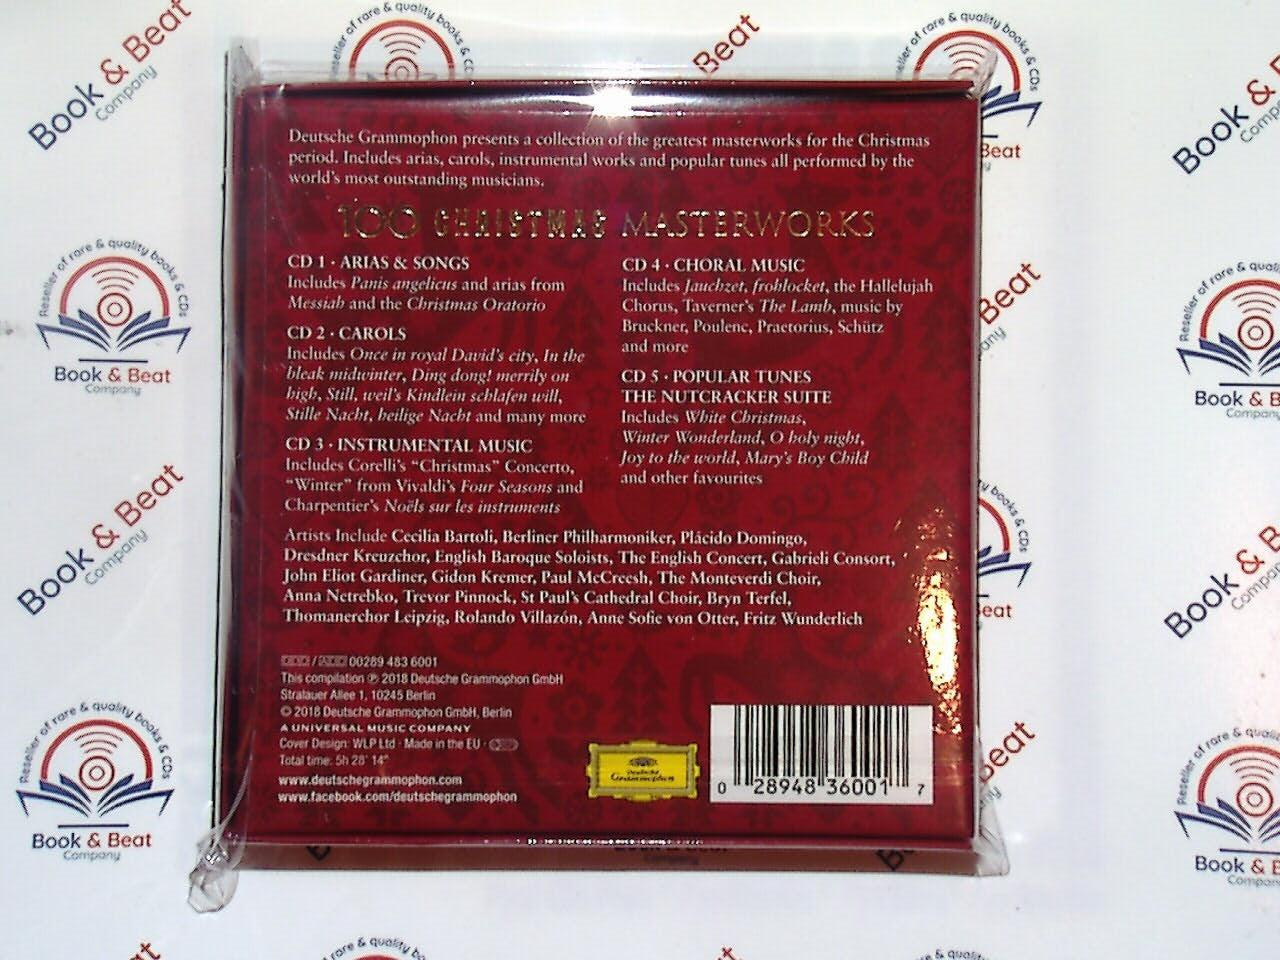 Deutsche Grammophon presents a collection of the greatest masterworks for the Christmas
period. Includes arias, carols, instrumental works and popular tunes all performed by the
world's most outstanding musicians.
100 CHRISTMAS MASTERWORKS
CD 1 · ARIAS & SONGS
Includes Panis angelicus and arias from
Messiah and the Christmas Oratorio
CD 2 · CAROLS
Includes Once in royal David's city, In the
bleak midwinter, Ding dong! merrily on
high, Still, weil's Kindlein schlafen will,
Stille Nacht, heilige Nacht and many more
CD 3 · INSTRUMENTAL MUSIC
Includes Corelli's “Christmas” Concerto,
“Winter” from Vivaldi's Four Seasons and
Charpentier's Noëls sur les instruments
CD 4 · CHORAL MUSIC
Includes Jauchzet, frohlocket, the Hallelujah
Chorus, Taverner's The Lamb, music by
Bruckner, Poulenc, Praetorius, Schütz
and more
CD 5 · POPULAR TUNES
THE NUTCRACKER SUITE
Includes White Christmas,
Winter Wonderland, O holy night,
Joy to the world, Mary's Boy Child
and other favourites
Artists Include Cecilia Bartoli, Berliner Philharmoniker, Plácido Domingo,
Dresdner Kreuzchor, English Baroque Soloists, The English Concert, Gabrieli Consort,
John Eliot Gardiner, Gidon Kremer, Paul McCreesh, The Monteverdi Choir,
Anna Netrebko, Trevor Pinnock, St Paul's Cathedral Choir, Bryn Terfel,
Thomanerchor Leipzig, Rolando Villazón, Anne Sofie von Otter, Fritz Wunderlich
00289 483 6001
This compilation ℗ 2018 Deutsche Grammophon GmbH
Stralauer Allee 1, 10245 Berlin
© 2018 Deutsche Grammophon GmbH, Berlin
A UNIVERSAL MUSIC COMPANY
Cover Design: WLP Ltd · Made in the EU ·
Total time: 5h 28' 14"
www.deutschegrammophon.com
www.facebook.com/deutschegrammophon
Deutsche
Grammophon
0 28948 36001 7
Book & Beat
Company
Reseller of rare & quality books & CDs
Book & Beat
Company